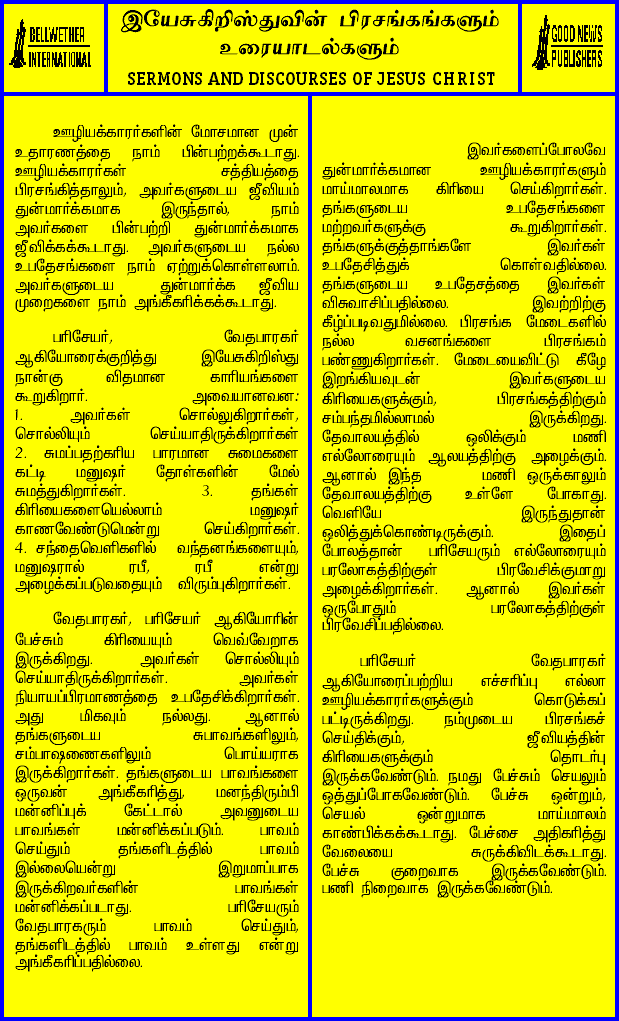 BELLWETHER
INTERNATIONAL
இயேசுகிறிஸ்துவின் பிரசங்கங்களும்
உரையாடல்களும்
SERMONS AND DISCOURSES OF JESUS CHRIST
GOOD NEWS
PUBLISHERS
ஊழியக்காரர்களின் மோசமான முன்
உதாரணத்தை நாம் பின்பற்றக்கூடாது.
ஊழியக்காரர்கள் சத்தியத்தை
பிரசங்கித்தாலும், அவர்களுடைய ஜீவியம்
துன்மார்க்கமாக இருந்தால், நாம்
அவர்களை பின்பற்றி துன்மார்க்கமாக
ஜீவிக்கக்கூடாது. அவர்களுடைய நல்ல
உபதேசங்களை நாம் ஏற்றுக்கொள்ளலாம்.
அவர்களுடைய துன்மார்க்க ஜீவிய
முறைகளை நாம் அங்கீகரிக்கக்கூடாது.
பரிசேயர், வேதபாரகர்
ஆகியோரைக்குறித்து இயேசுகிறிஸ்து
நான்கு விதமான காரியங்களை
கூறுகிறார். அவையாவன:
1. அவர்கள் சொல்லுகிறார்கள்,
சொல்லியும் செய்யாதிருக்கிறார்கள்
2. சுமப்பதற்கரிய பாரமான சுமைகளை
கட்டி மனுஷர் தோள்களின் மேல்
சுமத்துகிறார்கள். 3. தங்கள்
கிரியைகளையெல்லாம் மனுஷர்
காணவேண்டுமென்று செய்கிறார்கள்.
4. சந்தைவெளிகளில் வந்தனங்களையும்,
மனுஷரால் ரபீ, ரபீ என்று
அழைக்கப்படுவதையும் விரும்புகிறார்கள்.
வேதபாரகர், பரிசேயர் ஆகியோரின்
பேச்சும் கிரியையும் வெவ்வேறாக
இருக்கிறது. அவர்கள் சொல்லியும்
செய்யாதிருக்கிறார்கள். அவர்கள்
நியாயப்பிரமாணத்தை உபதேசிக்கிறார்கள்.
அது மிகவும் நல்லது. ஆனால்
தங்களுடைய சுபாவங்களிலும்,
சம்பாஷணைகளிலும் பொய்யராக
இருக்கிறார்கள். தங்களுடைய பாவங்களை
ஒருவன் அங்கீகரித்து, மனந்திரும்பி
மன்னிப்புக் கேட்டால் அவனுடைய
பாவங்கள் மன்னிக்கப்படும். பாவம்
செய்தும் தங்களிடத்தில் பாவம்
இல்லையென்று இறுமாப்பாக
இருக்கிறவர்களின் பாவங்கள்
மன்னிக்கப்படாது. பரிசேயரும்
வேதபாரகரும் பாவம் செய்தும்,
தங்களிடத்தில் பாவம் உள்ளது என்று
அங்கீகரிப்பதில்லை.
இவர்களைப்போலவே
துன்மார்க்கமான ஊழியக்காரர்களும்
மாய்மாலமாக கிரியை செய்கிறார்கள்.
தங்களுடைய உபதேசங்களை
மற்றவர்களுக்கு கூறுகிறார்கள்.
தங்களுக்குத்தாங்களே இவர்கள்
உபதேசித்துக் கொள்வதில்லை.
தங்களுடைய உபதேசத்தை இவர்கள்
விசுவாசிப்பதில்லை. இவற்றிற்கு
கீழ்ப்படிவதுமில்லை. பிரசங்க மேடைகளில்
நல்ல வசனங்களை பிரசங்கம்
பண்ணுகிறார்கள். மேடையைவிட்டு கீழே
இறங்கியவுடன் இவர்களுடைய
கிரியைகளுக்கும், பிரசங்கத்திற்கும்
சம்பந்தமில்லாமல் இருக்கிறது.
தேவாலயத்தில் ஒலிக்கும் மணி
எல்லோரையும் ஆலயத்திற்கு அழைக்கும்.
ஆனால் இந்த மணி ஒருக்காலும்
தேவாலயத்திற்கு உள்ளே போகாது.
வெளியே இருந்துதான்
ஒலித்துக்கொண்டிருக்கும். இதைப்
போலத்தான் பரிசேயரும் எல்லோரையும்
பரலோகத்திற்குள் பிரவேசிக்குமாறு
அழைக்கிறார்கள். ஆனால் இவர்கள்
ஒருபோதும் பரலோகத்திற்குள்
பிரவேசிப்பதில்லை.
பரிசேயர் வேதபாரகர்
ஆகியோரைப்பற்றிய எச்சரிப்பு எல்லா
ஊழியக்காரர்களுக்கும் கொடுக்கப்
பட்டிருக்கிறது. நம்முடைய பிரசங்கச்
செய்திக்கும், ஜீவியத்தின்
கிரியைகளுக்கும் தொடர்பு
இருக்கவேண்டும். நமது பேச்சும் செயலும்
ஒத்துப்போகவேண்டும். பேச்சு ஒன்றும்,
செயல் ஒன்றுமாக மாய்மாலம்
காண்பிக்கக்கூடாது. பேச்சை அதிகரித்து
வேலையை சுருக்கிவிடக்கூடாது.
பேச்சு குறைவாக இருக்கவேண்டும்.
பணி நிறைவாக இருக்கவேண்டும்.